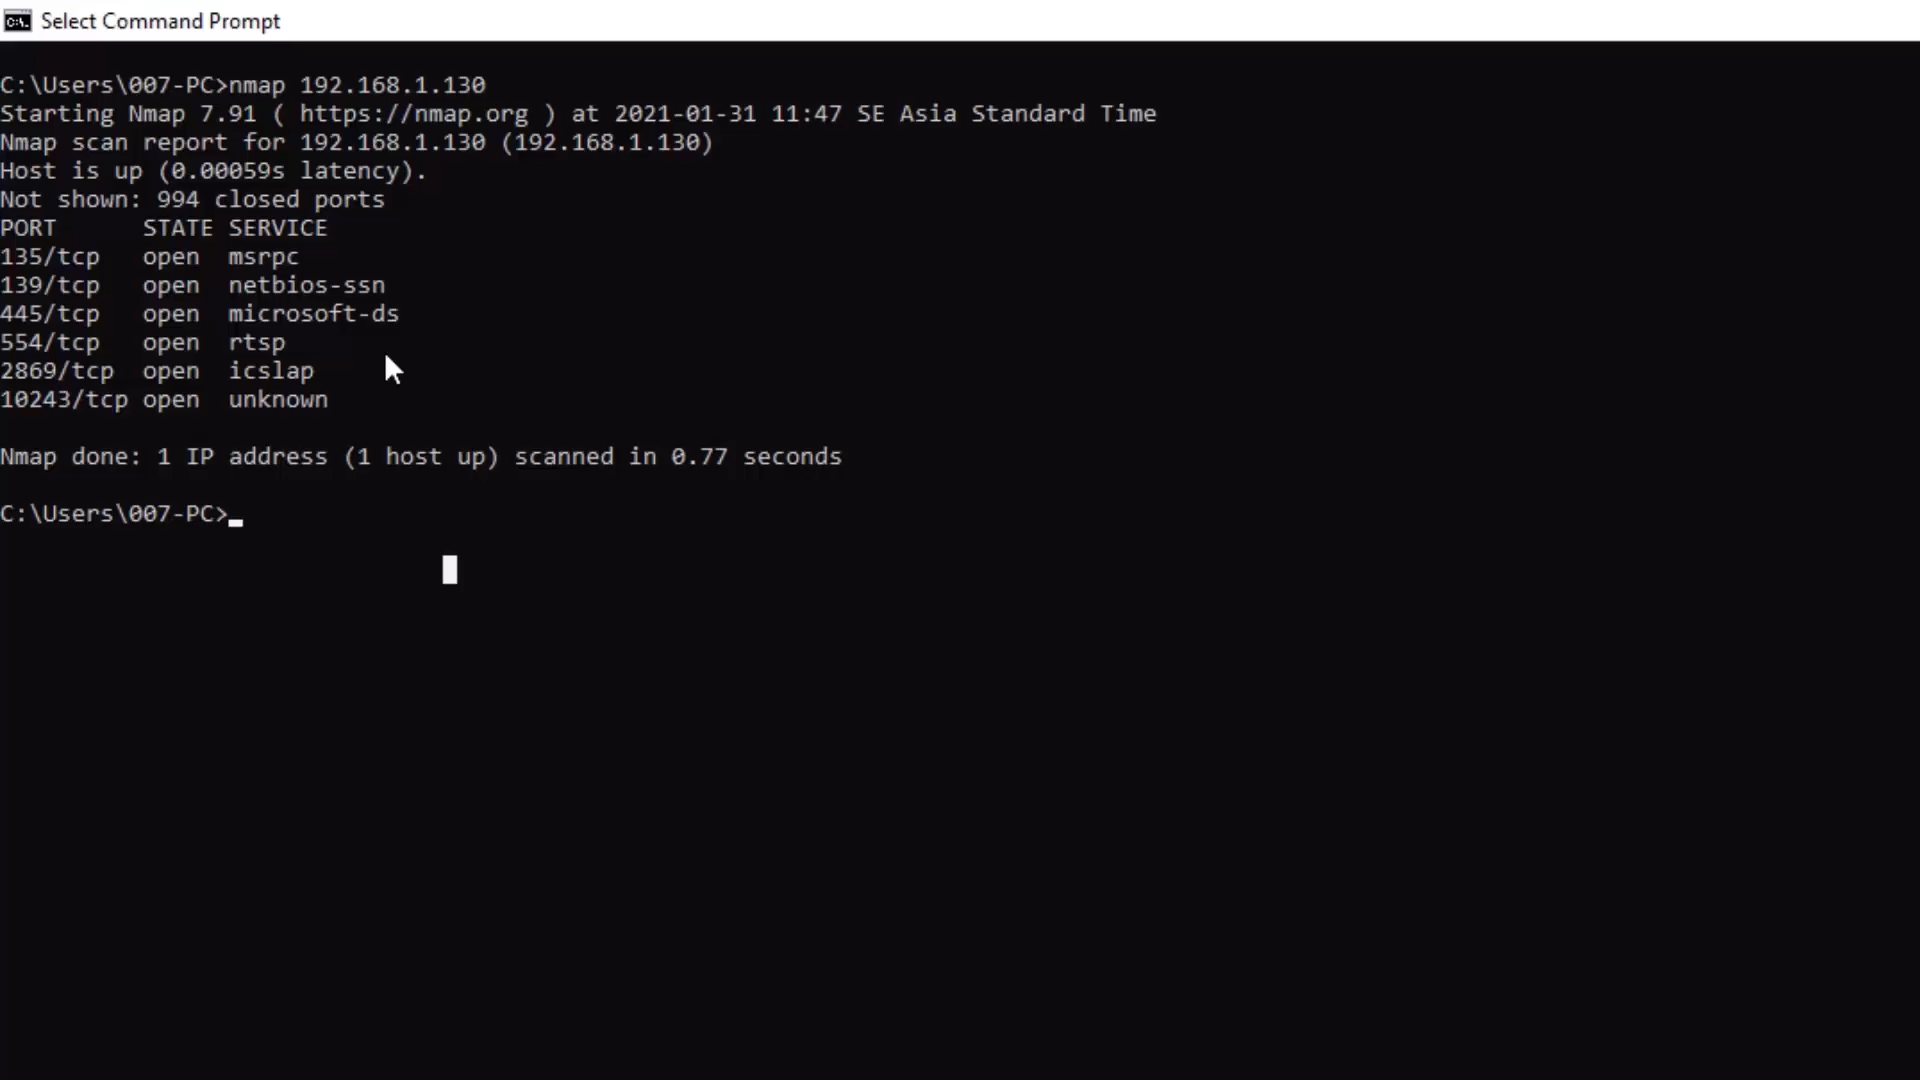 Select Command Prompt
C:\Users\007-PC>nmap 192.168.1.130
Starting Nmap 7.91 ( https://nmap.org ) at 2021-01-31 11:47 SE Asia Standard Time
Nmap scan report for 192.168.1.130 (192.168.1.130)
Host is up (0.00059s latency).
Not shown: 994 closed ports
PORT      STATE SERVICE
135/tcp   open  msrpc
139/tcp   open  netbios-ssn
445/tcp   open  microsoft-ds
554/tcp   open  rtsp
2869/tcp  open  icslap
10243/tcp open  unknown
Nmap done: 1 IP address (1 host up) scanned in 0.77 seconds
C:\Users\007-PC>